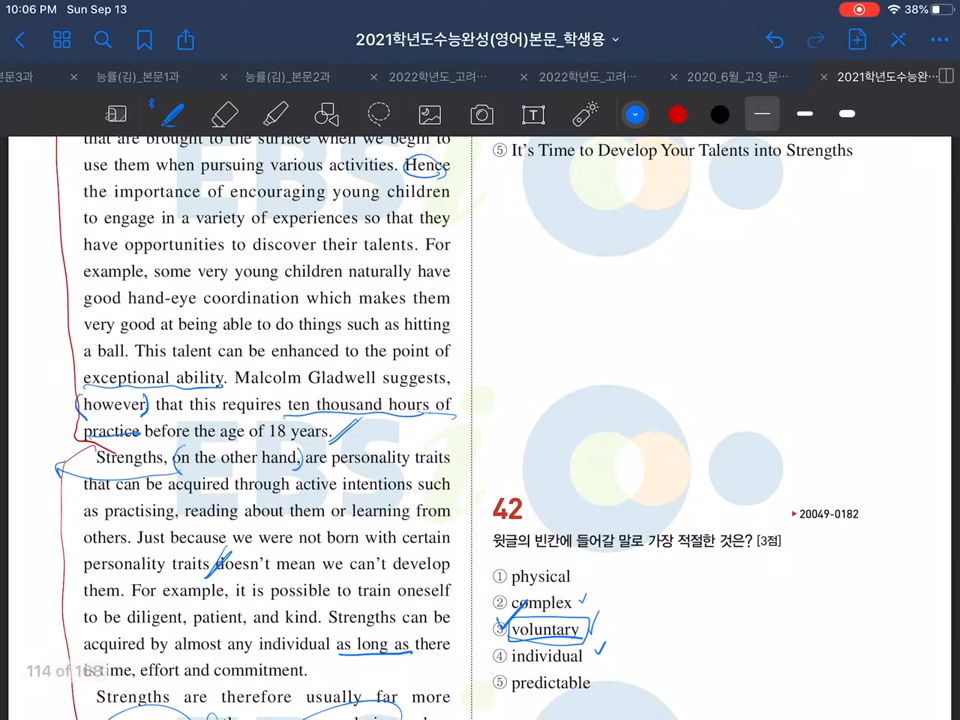 10:06 PM Sun Sep 13
38%
2021학년도수능완성(영어)본문_학생용
본문3과
능률(김)_본문1과
능률(김)_본문2과
2022학년도_고려…
2022학년도_고려…
2020_6월_고3_문…
2021학년도수능완…
that are brought to the surface when we begin to
use them when pursuing various activities. Hence
the importance of encouraging young children
to engage in a variety of experiences so that they
have opportunities to discover their talents. For
example, some very young children naturally have
good hand-eye coordination which makes them
very good at being able to do things such as hitting
a ball. This talent can be enhanced to the point of
exceptional ability. Malcolm Gladwell suggests,
however, that this requires ten thousand hours of
practice before the age of 18 years.
Strengths, on the other hand, are personality traits
that can be acquired through active intentions such
as practising, reading about them or learning from
others. Just because we were not born with certain
personality traits doesn't mean we can't develop
them. For example, it is possible to train oneself
to be diligent, patient, and kind. Strengths can be
acquired by almost any individual as long as there
is time, effort and commitment.
114 of 168
Strengths are therefore usually far more
⑤ It's Time to Develop Your Talents into Strengths
42
20049-0182
윗글의 빈칸에 들어갈 말로 가장 적절한 것은? [3점]
① physical
② complex
③ voluntary
④ individual
⑤ predictable
EBSi
EBSi